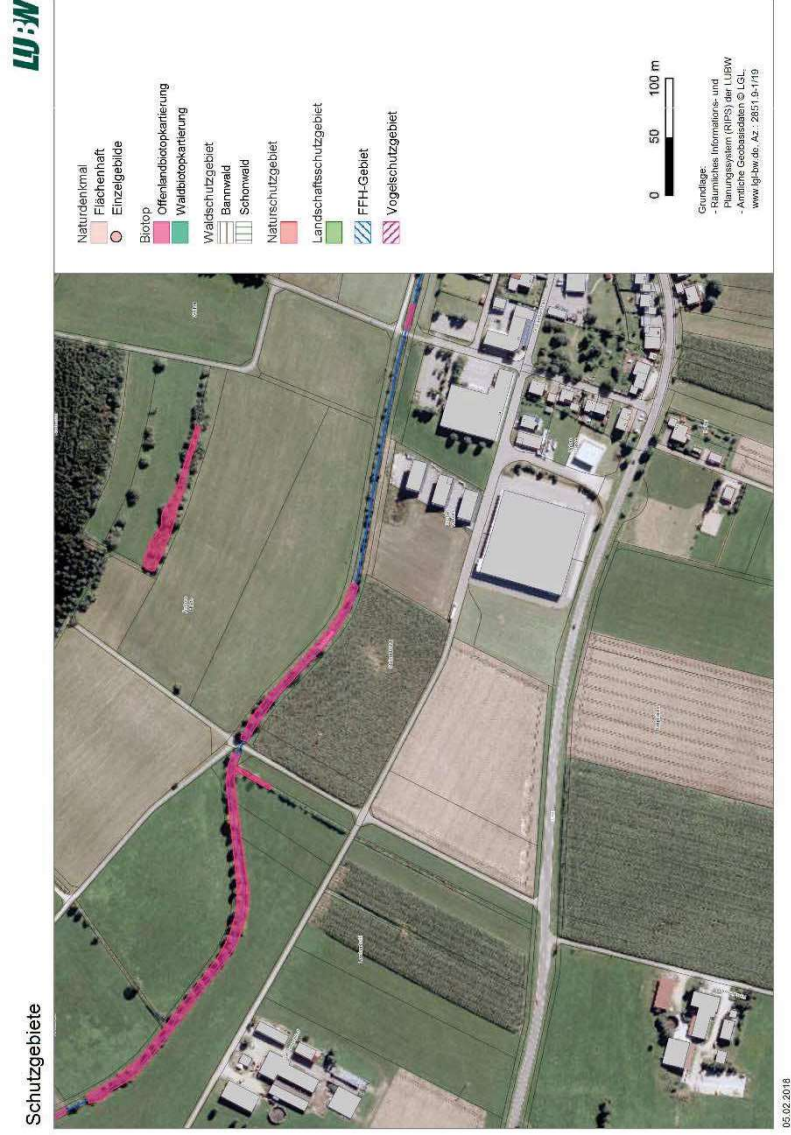 Schutzgebiete
LUBW
Naturdenkmal
Flächenhaft
Einzelgebilde
Biotop
Offenlandbiotopkartierung
Waldbiotopkartierung
Waldschutzgebiet
Bannwald
Schonwald
Naturschutzgebiet
Landschaftsschutzgebiet
FFH-Gebiet
Vogelschutzgebiet
0 50 100 m
Grundlage:
- Räumliches Informations- und
Planungssystem (RIPS) der LUBW
- Amtliche Geobasisdaten © LGL,
www.lgl-bw.de, Az.: 2851.9-1/19
05.02.2018